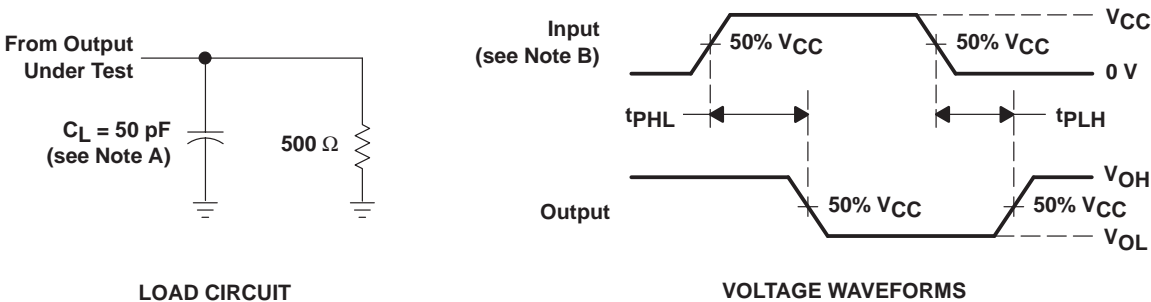 From Output
Under Test
CL = 50 pF
(see Note A)
500 Ω
LOAD CIRCUIT
Input
(see Note B)
50% VCC
50% VCC
VCC
0 V
tPHL
tPLH
Output
50% VCC
50% VCC
VOH
VOL
VOLTAGE WAVEFORMS